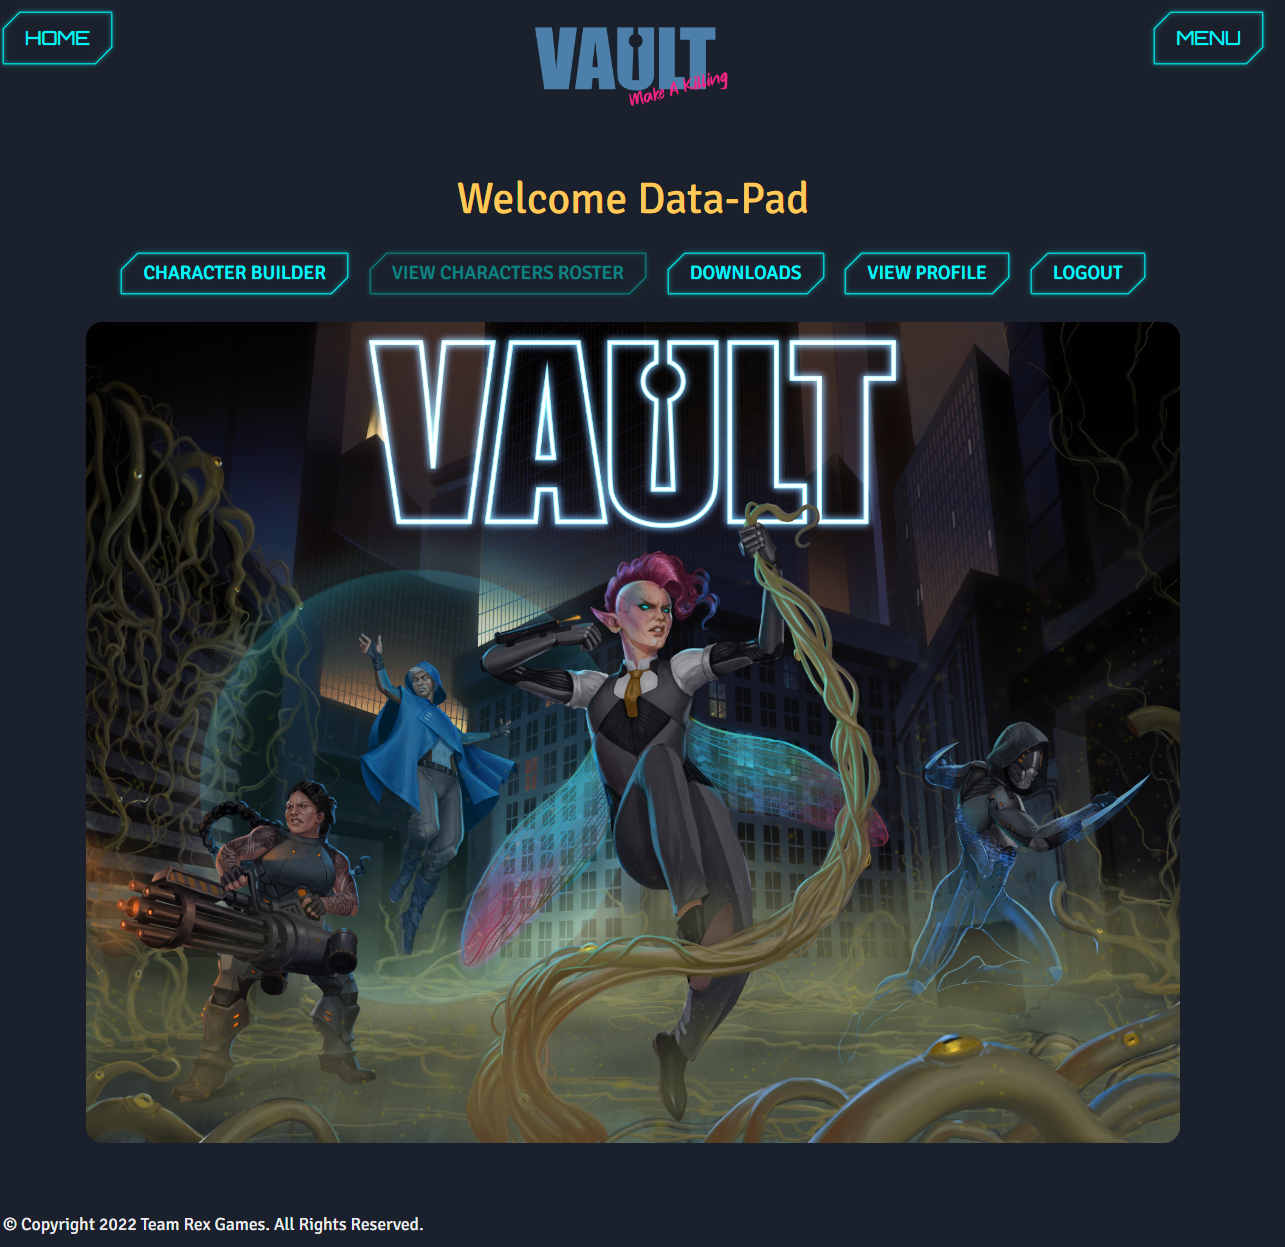 HOME
VAULT
Make A Killing
MENU
Welcome Data-Pad
CHARACTER BUILDER
VIEW CHARACTERS ROSTER
DOWNLOADS
VIEW PROFILE
LOGOUT
VAULT
© Copyright 2022 Team Rex Games. All Rights Reserved.